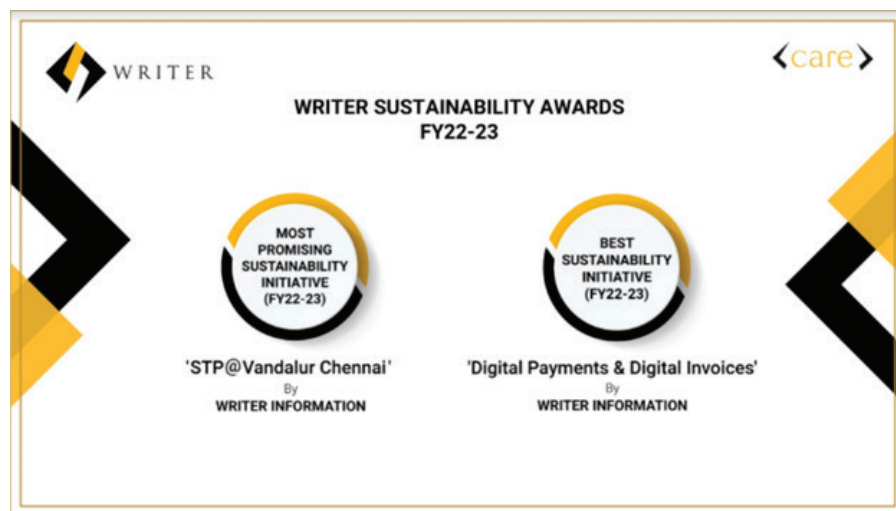 WRITER
<care>
WRITER SUSTAINABILITY AWARDS
FY22-23
MOST
PROMISING
SUSTAINABILITY
INITIATIVE
(FY22-23)
'STP@Vandalur Chennai'
By
WRITER INFORMATION
BEST
SUSTAINABILITY
INITIATIVE
(FY22-23)
'Digital Payments & Digital Invoices'
By
WRITER INFORMATION